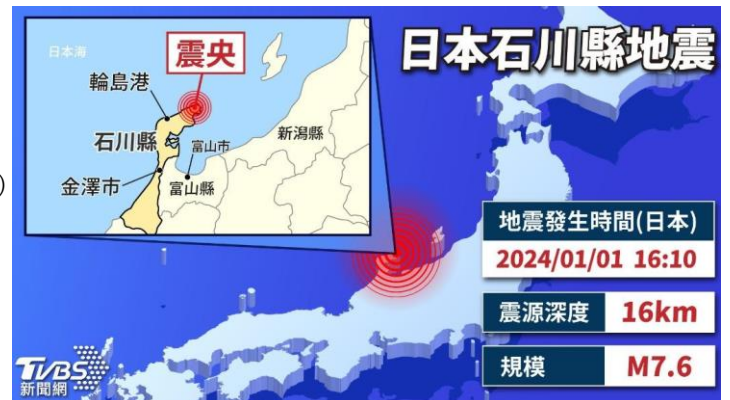 日本石川縣地震
日本海
震央
輪島港
石川縣
富山市
新潟縣
金澤市
富山縣
地震發生時間(日本)
2024/01/01 16:10
震源深度 16km
規模 M7.6
TVBS
新聞網
)